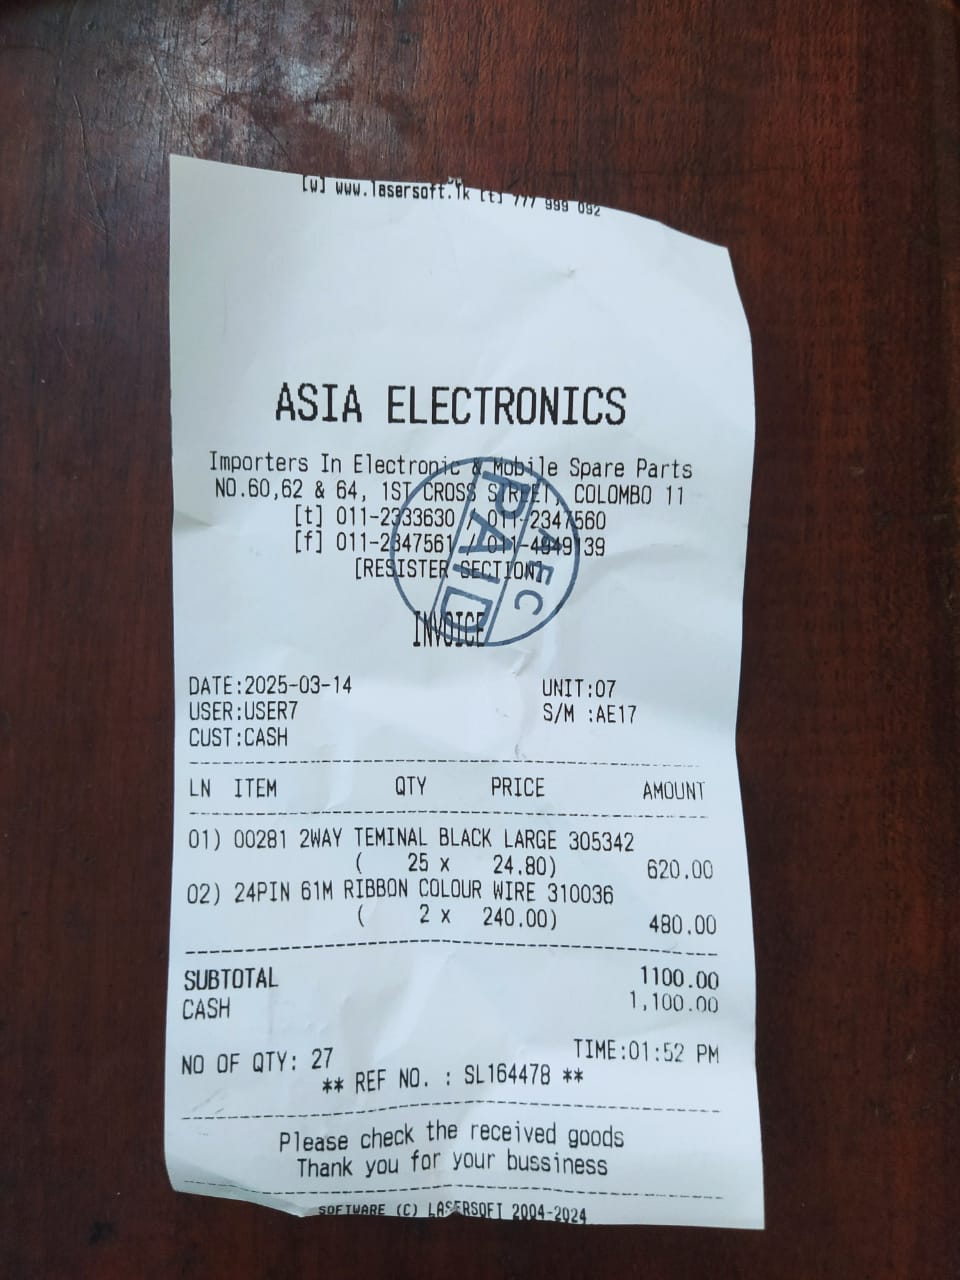 [w] www.lasersoft.lk [t] 777 999 092
ASIA ELECTRONICS
Importers In Electronic & Mobile Spare Parts
NO.60,62 & 64, 1ST CROSS STREET, COLOMBO 11
[t] 011-2333630 / 011-2347560
[f] 011-2347561 / 011-4949139
[RESISTER SECTION]
AEC
PAID
INVOICE
DATE:2025-03-14 UNIT:07
USER:USER7 S/M :AE17
CUST:CASH
LN ITEM QTY PRICE AMOUNT
01) 00281 2WAY TEMINAL BLACK LARGE 305342
( 25 x 24.80) 620.00
02) 24PIN 61M RIBBON COLOUR WIRE 310036
( 2 x 240.00) 480.00
SUBTOTAL 1100.00
CASH 1,100.00
NO OF QTY: 27 TIME:01:52 PM
** REF NO. : SL164478 **
Please check the received goods
Thank you for your bussiness
SOFTWARE (C) LASERSOFT 2004-2024